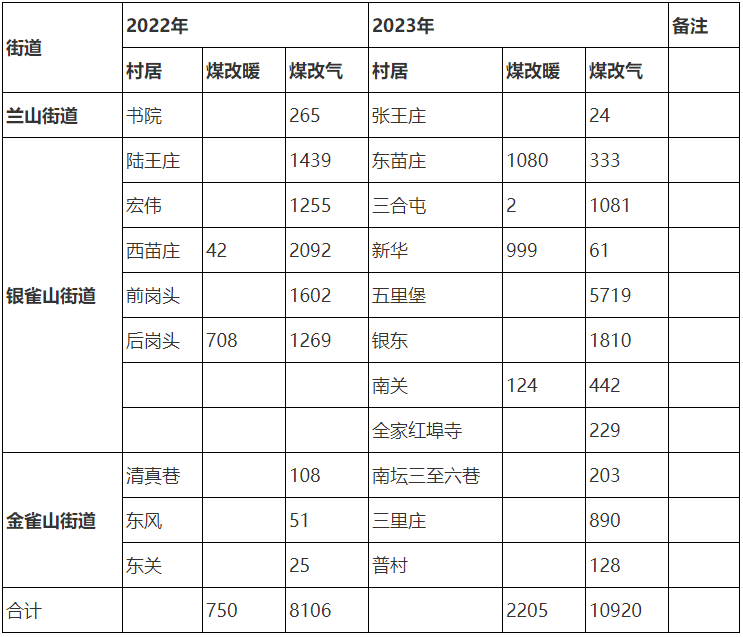 街道 2022年 2023年 备注
村居 煤改暖 煤改气 村居 煤改暖 煤改气
兰山街道 书院 265 张王庄 24
银雀山街道 陆王庄 1439 东苗庄 1080 333
宏伟 1255 三合屯 2 1081
西苗庄 42 2092 新华 999 61
前岗头 1602 五里堡 5719
后岗头 708 1269 银东 1810
南关 124 442
全家红埠寺 229
金雀山街道 清真巷 108 南坛三至六巷 203
东风 51 三里庄 890
东关 25 普村 128
合计 750 8106 2205 10920